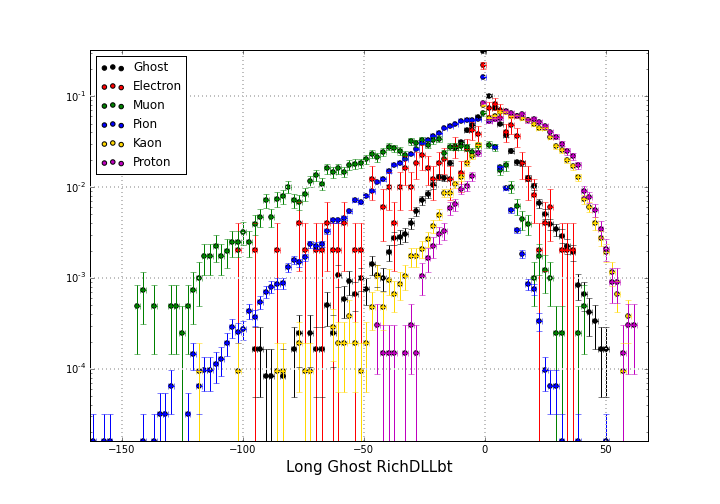 Ghost
Electron
Muon
Pion
Kaon
Proton
10⁻¹
10⁻²
10⁻³
10⁻⁴
−150 −100 −50 0 50
Long Ghost RichDLLbt